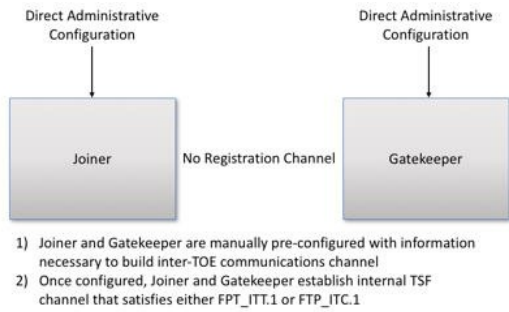 Direct Administrative
Configuration
Direct Administrative
Configuration
Joiner
No Registration Channel
Gatekeeper
1) Joiner and Gatekeeper are manually pre-configured with information
necessary to build inter-TOE communications channel
2) Once configured, Joiner and Gatekeeper establish internal TSF
channel that satisfies either FPT_ITT.1 or FTP_ITC.1